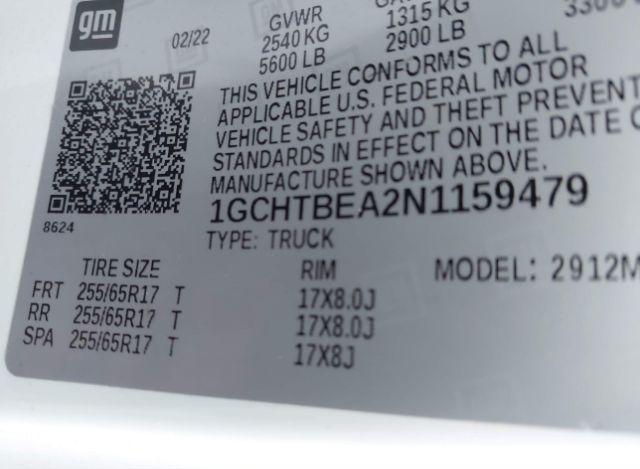 gm
02/22
GVWR
2540 KG
5600 LB
1315 KG
2900 LB
THIS VEHICLE CONFORMS TO ALL
APPLICABLE U.S. FEDERAL MOTOR
VEHICLE SAFETY AND THEFT PREVENT
STANDARDS IN EFFECT ON THE DATE
MANUFACTURE SHOWN ABOVE.
1GCHTBEA2N1159479
8624
TYPE: TRUCK
TIRE SIZE RIM MODEL: 2912M
FRT 255/65R17 T 17X8.0J
RR 255/65R17 T 17X8.0J
SPA 255/65R17 T 17X8J